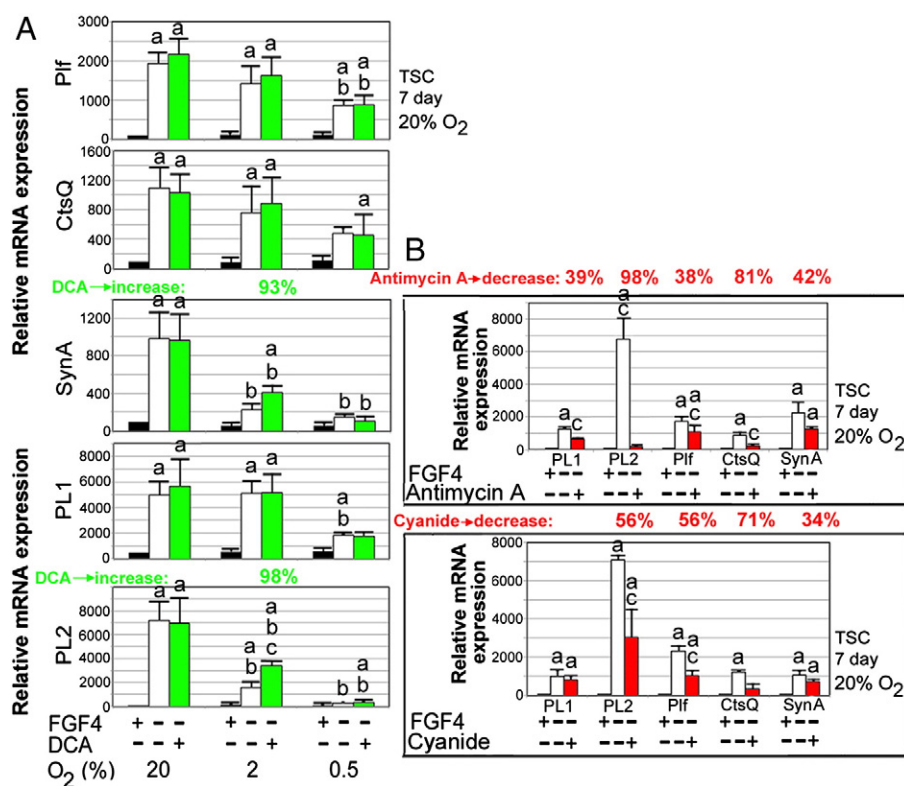 A
Relative mRNA expression
Plf
3000
2000
1000
0
a a
a a
a a
b b
TSC
7 day
20% O2
CtsQ
1600
1200
800
400
0
a a
a a
a
DCA→increase: 93%
SynA
1200
800
400
0
a a
a
b b
b b
Relative mRNA expression
PL1
8000
6000
4000
2000
0
a a
a a
a
b
DCA→increase: 98%
PL2
8000
6000
4000
2000
0
a a
a
a b
b c
a
b b
FGF4 + – – + – – + – –
DCA – – + – – + – – +
O2 (%) 20 2 0.5
B
Antimycin A→decrease: 39% 98% 38% 81% 42%
Relative mRNA expression
8000
6000
4000
2000
0
a c
a
c
a a
c
a c
a a
TSC
7 day
20% O2
PL1 PL2 Plf CtsQ SynA
FGF4 + – – + – – + – – + – – + – –
Antimycin A – – + – – + – – + – – + – – +
Cyanide→decrease: 56% 56% 71% 34%
Relative mRNA expression
8000
6000
4000
2000
0
a a
a a
c
a a
c
a c
a a
TSC
7 day
20% O2
PL1 PL2 Plf CtsQ SynA
FGF4 + – – + – – + – – + – – + – –
Cyanide – – + – – + – – + – – + – – +